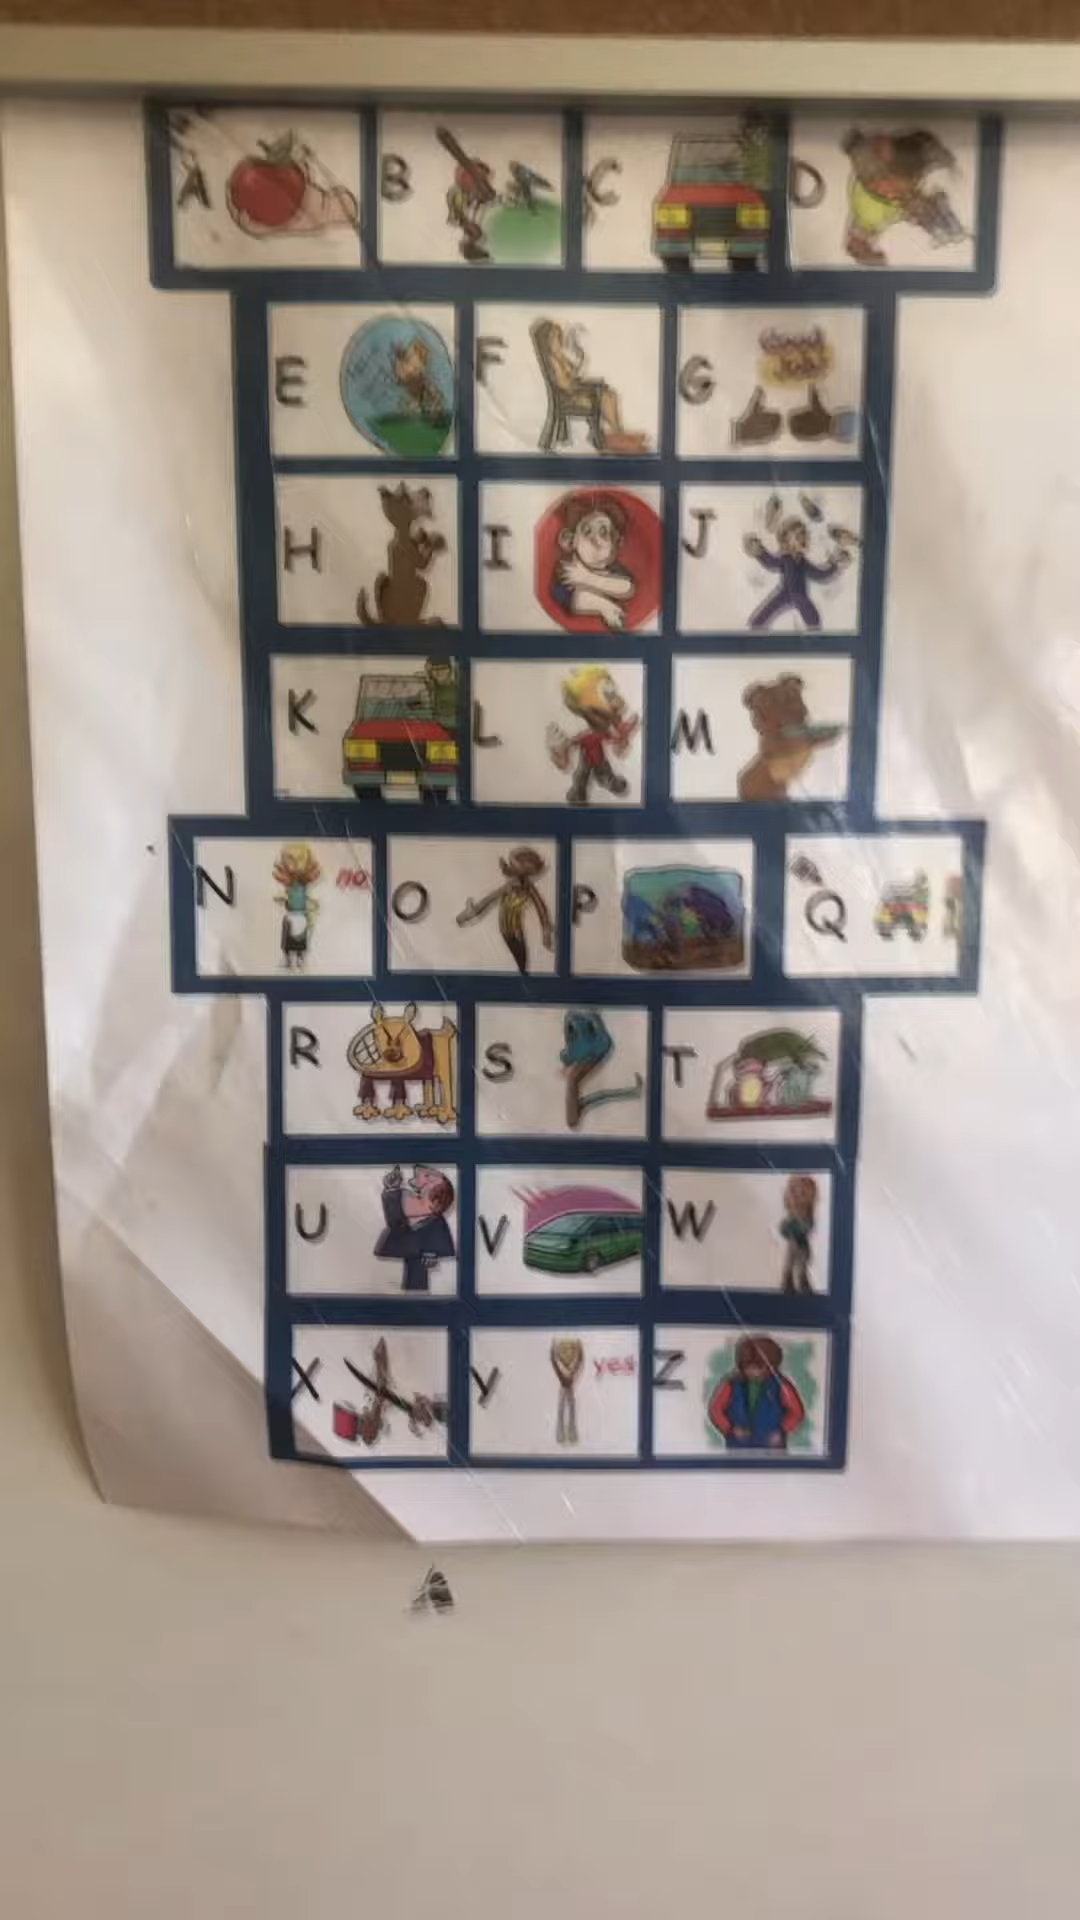 A B C D
E F G
Good Job
H I J
K L M
N no O P Q
R S T
U V W
X y yes Z